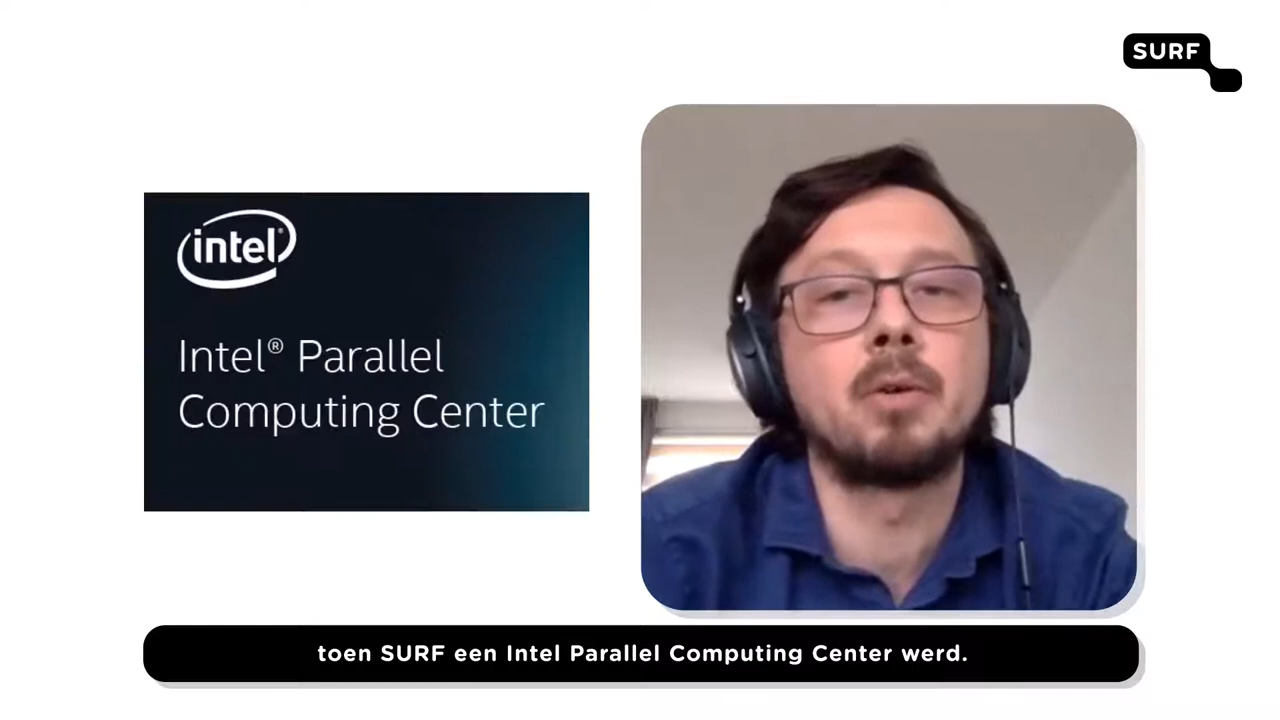 SURF
intel®
Intel® Parallel
Computing Center
toen SURF een Intel Parallel Computing Center werd.